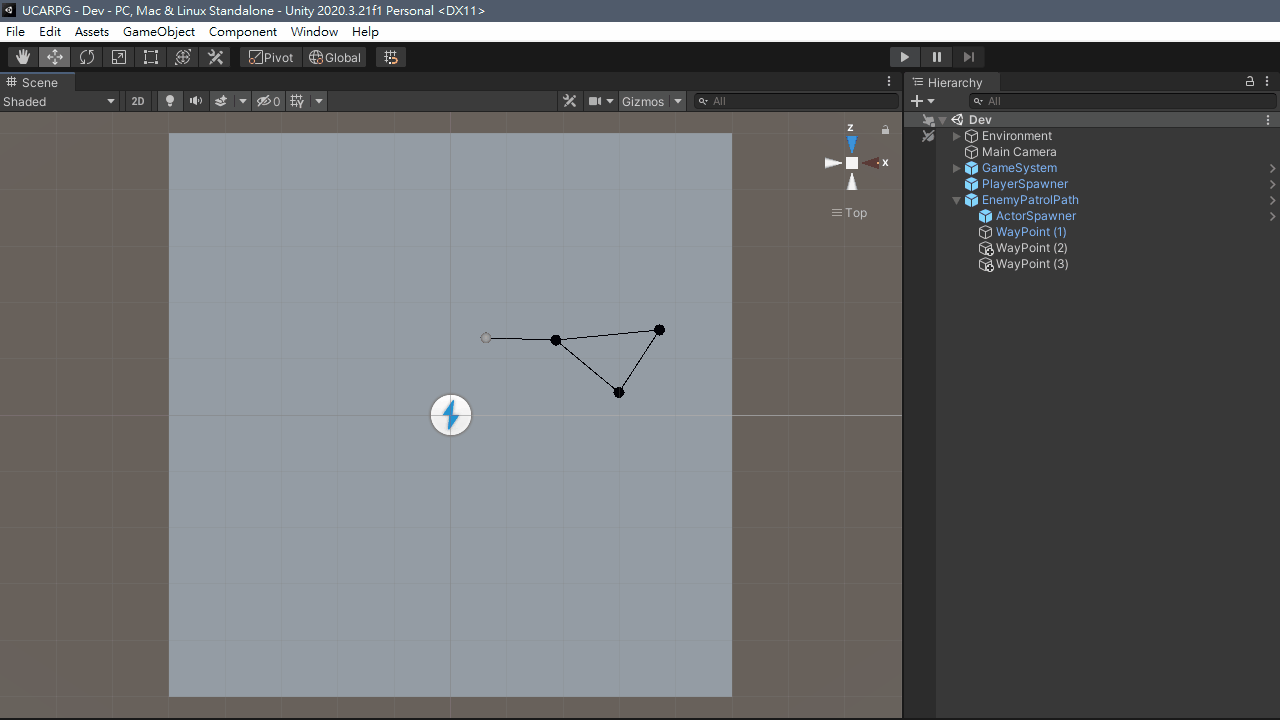 UCARPG - Dev - PC, Mac & Linux Standalone - Unity 2020.3.21f1 Personal <DX11>
File Edit Assets GameObject Component Window Help
Pivot Global
Scene
Hierarchy
Shaded 2D 0 Gizmos All
All
Dev
Environment
Main Camera
GameSystem
PlayerSpawner
EnemyPatrolPath
ActorSpawner
WayPoint (1)
WayPoint (2)
WayPoint (3)
z
x
Top